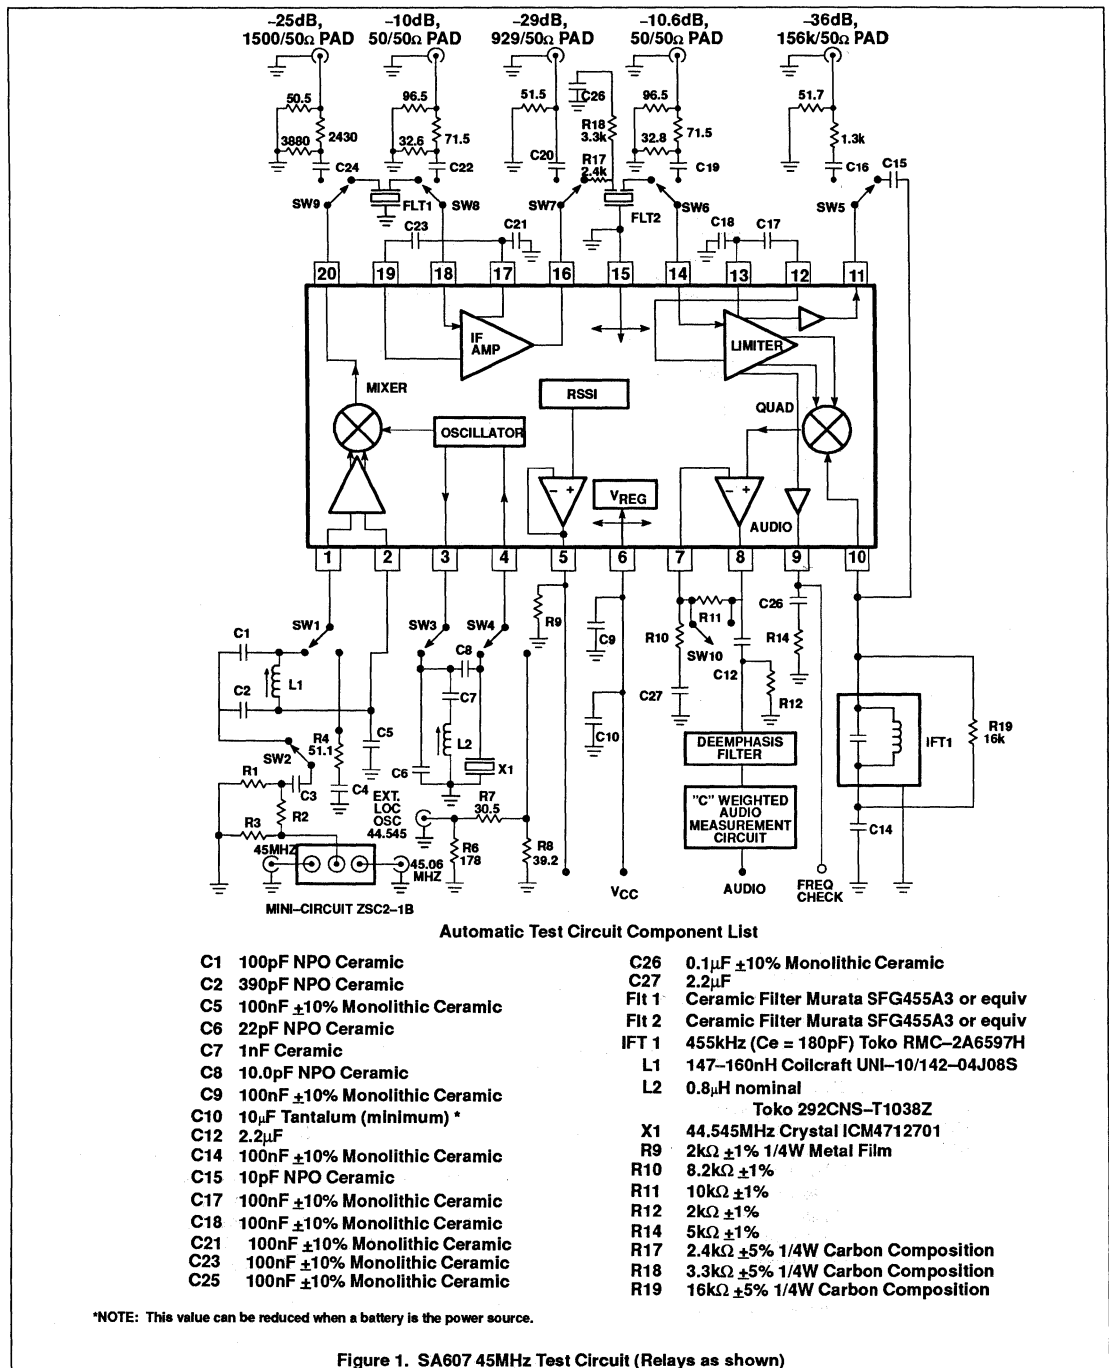 –25dB, –10dB, –29dB, –10.6dB, –36dB,
1500/50Ω PAD 50/50Ω PAD 929/50Ω PAD 50/50Ω PAD 156k/50Ω PAD
C26
50.5 96.5 51.5 96.5 51.7
R18
3.3k
3880 2430 32.6 71.5 C20 R17 32.8 71.5 1.3k
2.4k
C24 C22 C19 C16 C15
SW9 FLT1 SW8 SW7 FLT2 SW6 SW5
C23 C21 C18 C17
20 19 18 17 16 15 14 13 12 11
IF
AMP
LIMITER
MIXER
RSSI
QUAD
OSCILLATOR
– +
VREG
– +
AUDIO
1 2 3 4 5 6 7 8 9 10
SW1 SW3 SW4 R9 C9 R10 R11 C26
C1 C8 SW10 R14
L1 C7 C12
C2 C27 R12
R4
51.1
C5 L2 C10
SW2 C6 X1 DEEMPHASIS
FILTER
IFT1 R19
16k
R1 C3 C4
R2
EXT.
LOC
OSC
44.545
R7
30.5
"C" WEIGHTED
AUDIO
MEASUREMENT
CIRCUIT
C14
R3
45MHZ 45.06
MHZ
R6
178
R8
39.2
VCC AUDIO FREQ
CHECK
MINI–CIRCUIT ZSC2–1B
Automatic Test Circuit Component List
C1 100pF NPO Ceramic
C2 390pF NPO Ceramic
C5 100nF ±10% Monolithic Ceramic
C6 22pF NPO Ceramic
C7 1nF Ceramic
C8 10.0pF NPO Ceramic
C9 100nF ±10% Monolithic Ceramic
C10 10μF Tantalum (minimum) *
C12 2.2μF
C14 100nF ±10% Monolithic Ceramic
C15 10pF NPO Ceramic
C17 100nF ±10% Monolithic Ceramic
C18 100nF ±10% Monolithic Ceramic
C21 100nF ±10% Monolithic Ceramic
C23 100nF ±10% Monolithic Ceramic
C25 100nF ±10% Monolithic Ceramic
C26 0.1μF ±10% Monolithic Ceramic
C27 2.2μF
Flt 1 Ceramic Filter Murata SFG455A3 or equiv
Flt 2 Ceramic Filter Murata SFG455A3 or equiv
IFT 1 455kHz (Ce = 180pF) Toko RMC–2A6597H
L1 147–160nH Coilcraft UNI–10/142–04J08S
L2 0.8μH nominal
Toko 292CNS–T1038Z
X1 44.545MHz Crystal ICM4712701
R9 2kΩ ±1% 1/4W Metal Film
R10 8.2kΩ ±1%
R11 10kΩ ±1%
R12 2kΩ ±1%
R14 5kΩ ±1%
R17 2.4kΩ ±5% 1/4W Carbon Composition
R18 3.3kΩ ±5% 1/4W Carbon Composition
R19 16kΩ ±5% 1/4W Carbon Composition
*NOTE: This value can be reduced when a battery is the power source.
Figure 1. SA607 45MHz Test Circuit (Relays as shown)